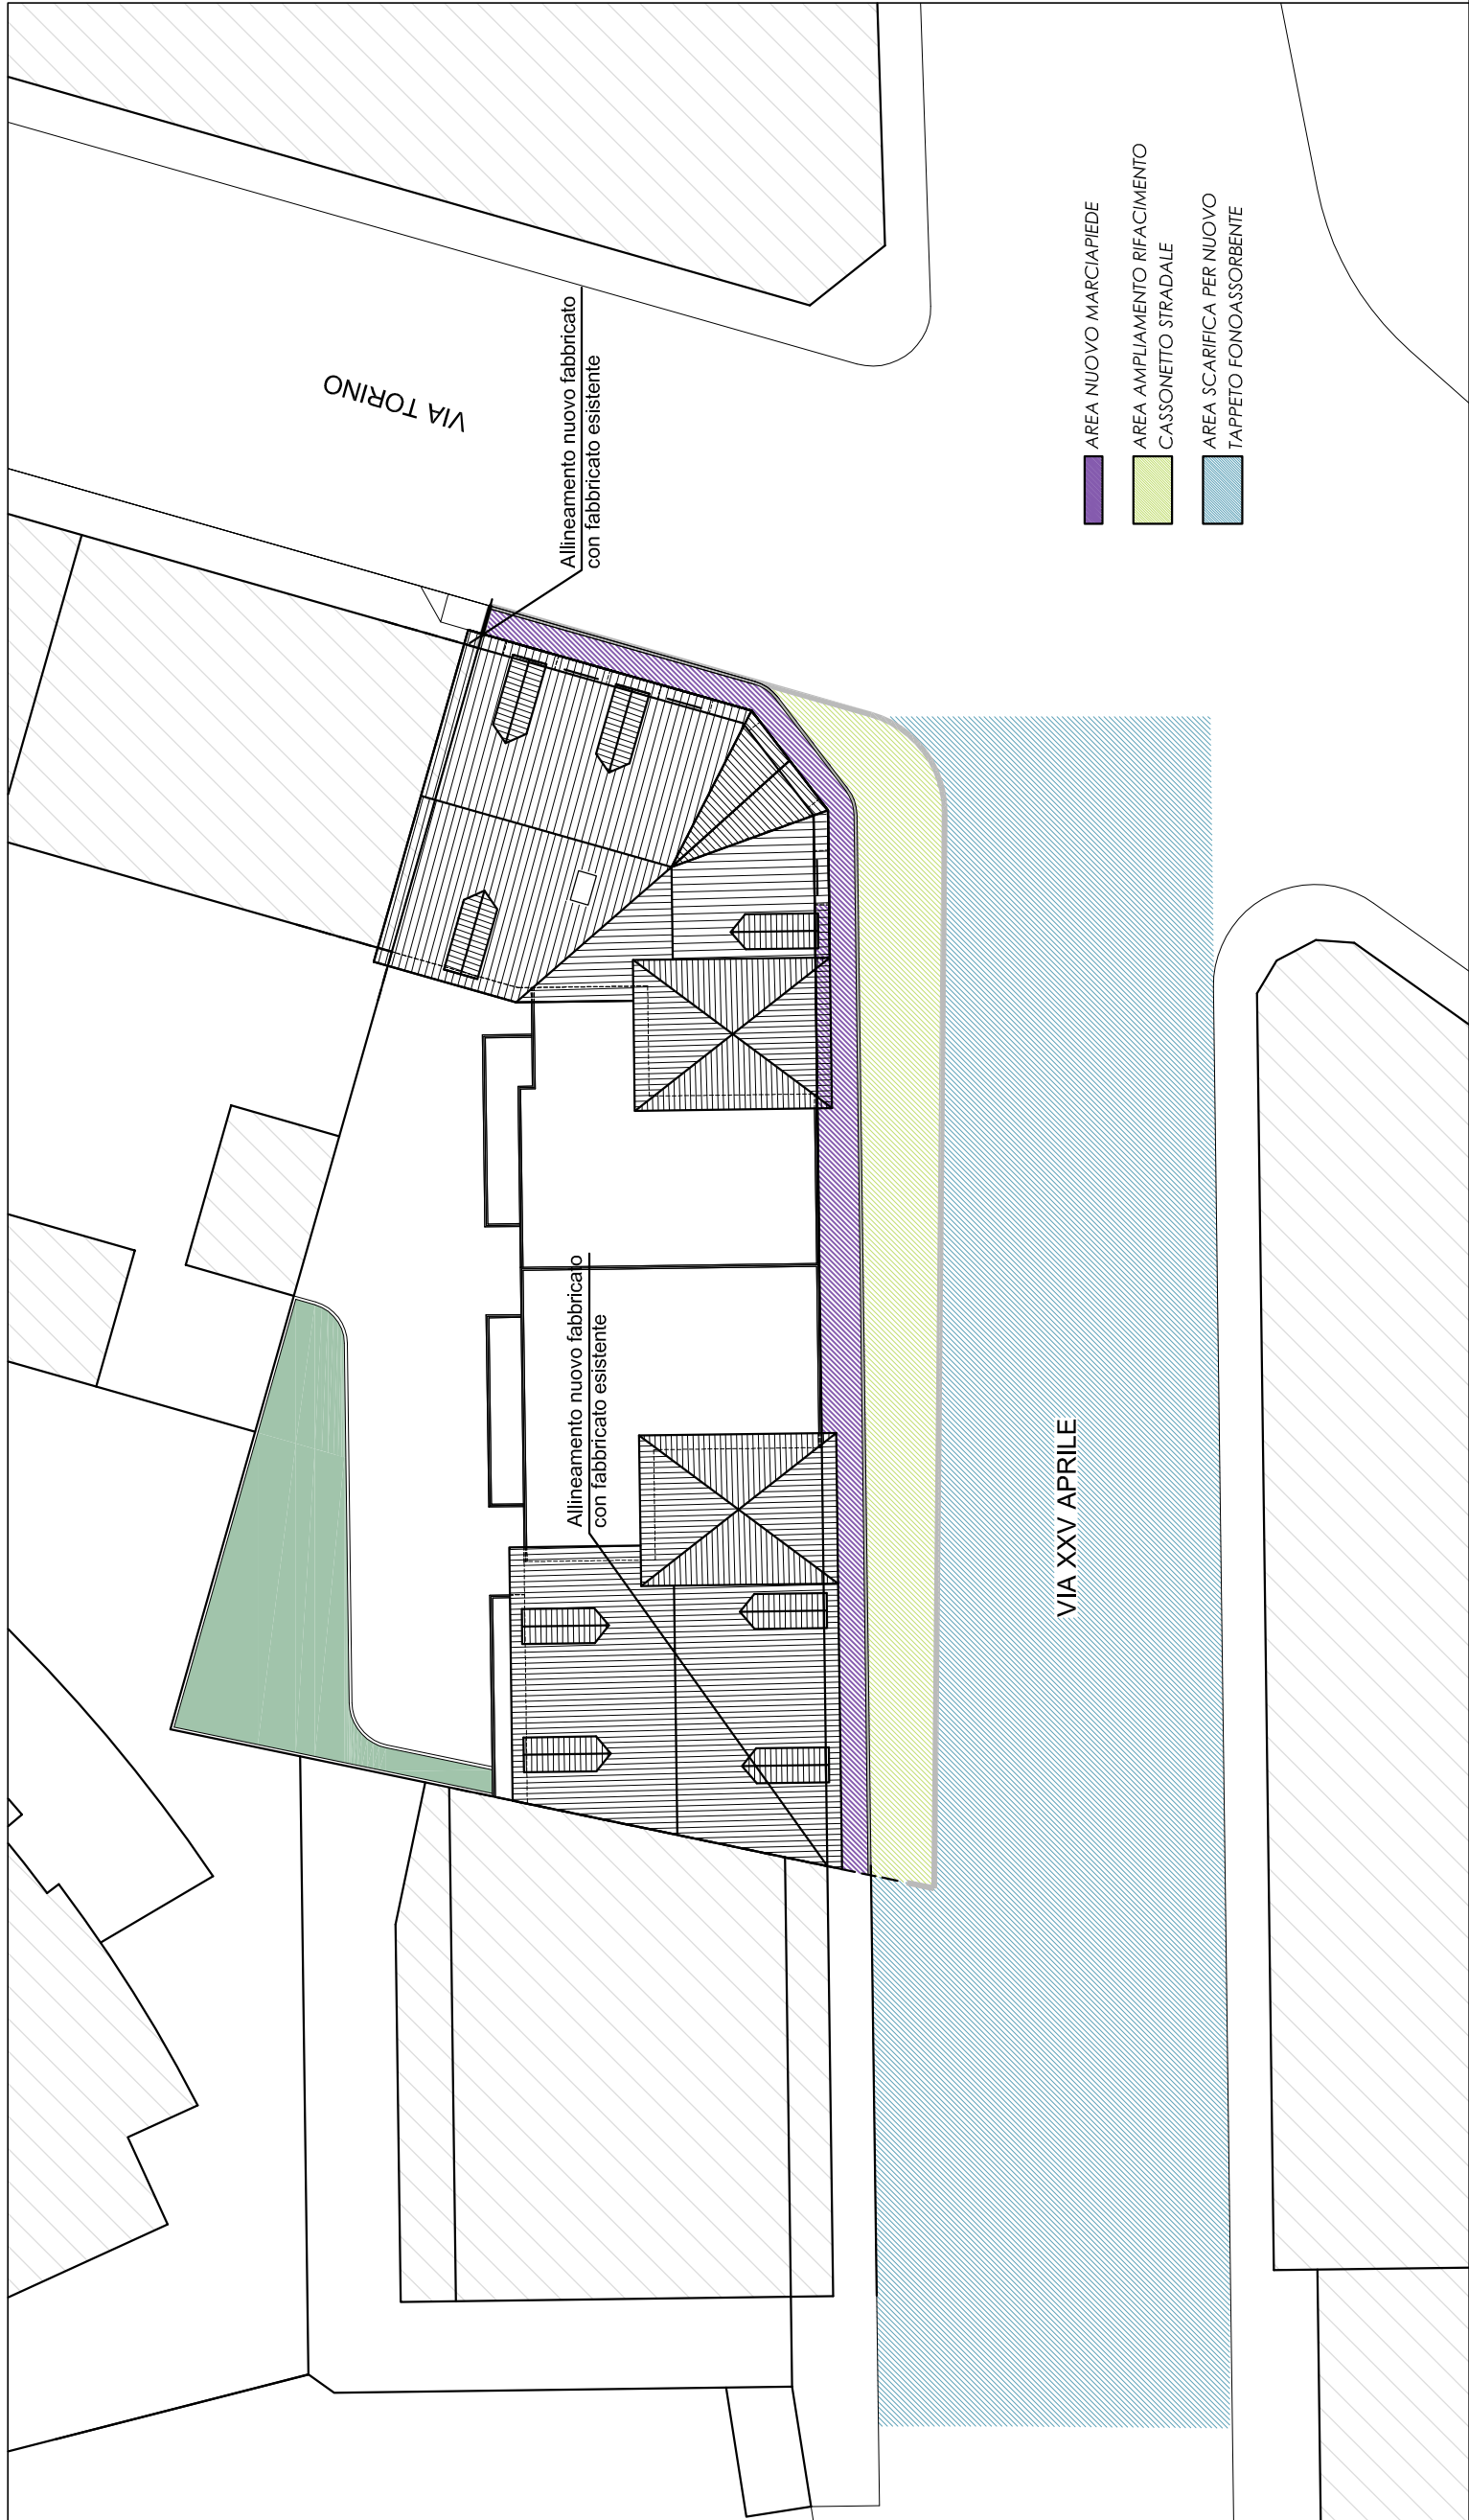 VIA TORINO
Allineamento nuovo fabbricato
con fabbricato esistente
AREA NUOVO MARCIAPIEDE
AREA AMPLIAMENTO RIFACIMENTO
CASSONETTO STRADALE
AREA SCARIFICA PER NUOVO
TAPPETO FONOASSORBENTE
Allineamento nuovo fabbricato
con fabbricato esistente
VIA XXV APRILE